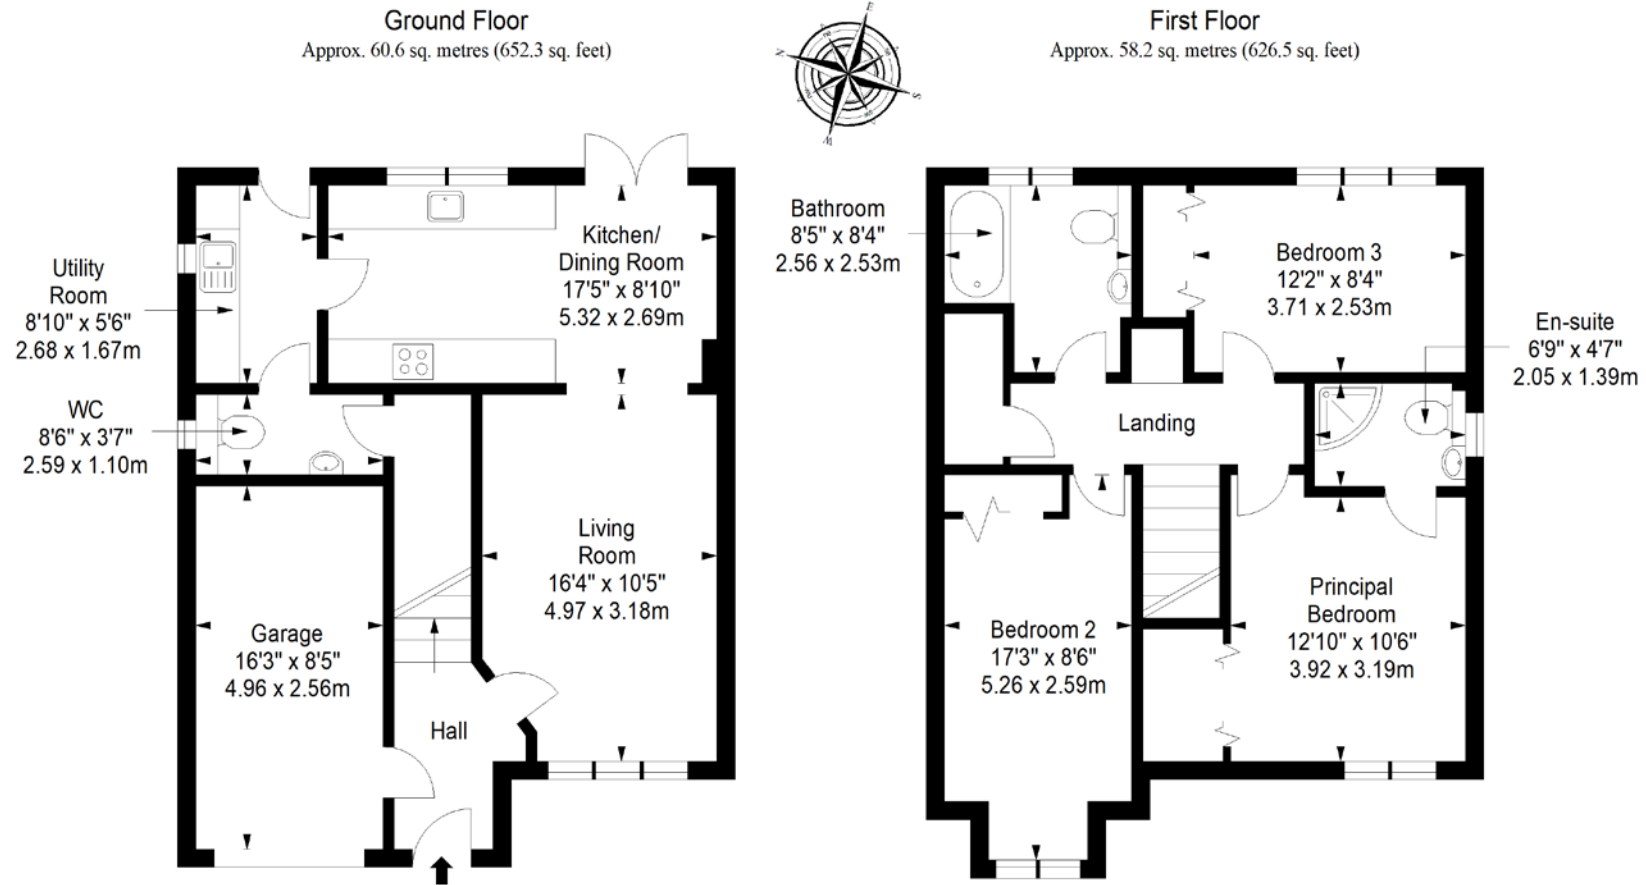 Ground Floor
Approx. 60.6 sq. metres (652.3 sq. feet)
E
N
S
W
First Floor
Approx. 58.2 sq. metres (626.5 sq. feet)
Utility
Room
8'10" x 5'6"
2.68 x 1.67m
WC
8'6" x 3'7"
2.59 x 1.10m
Kitchen/
Dining Room
17'5" x 8'10"
5.32 x 2.69m
Living
Room
16'4" x 10'5"
4.97 x 3.18m
Garage
16'3" x 8'5"
4.96 x 2.56m
Hall
Bathroom
8'5" x 8'4"
2.56 x 2.53m
Bedroom 3
12'2" x 8'4"
3.71 x 2.53m
En-suite
6'9" x 4'7"
2.05 x 1.39m
Landing
Bedroom 2
17'3" x 8'6"
5.26 x 2.59m
Principal
Bedroom
12'10" x 10'6"
3.92 x 3.19m